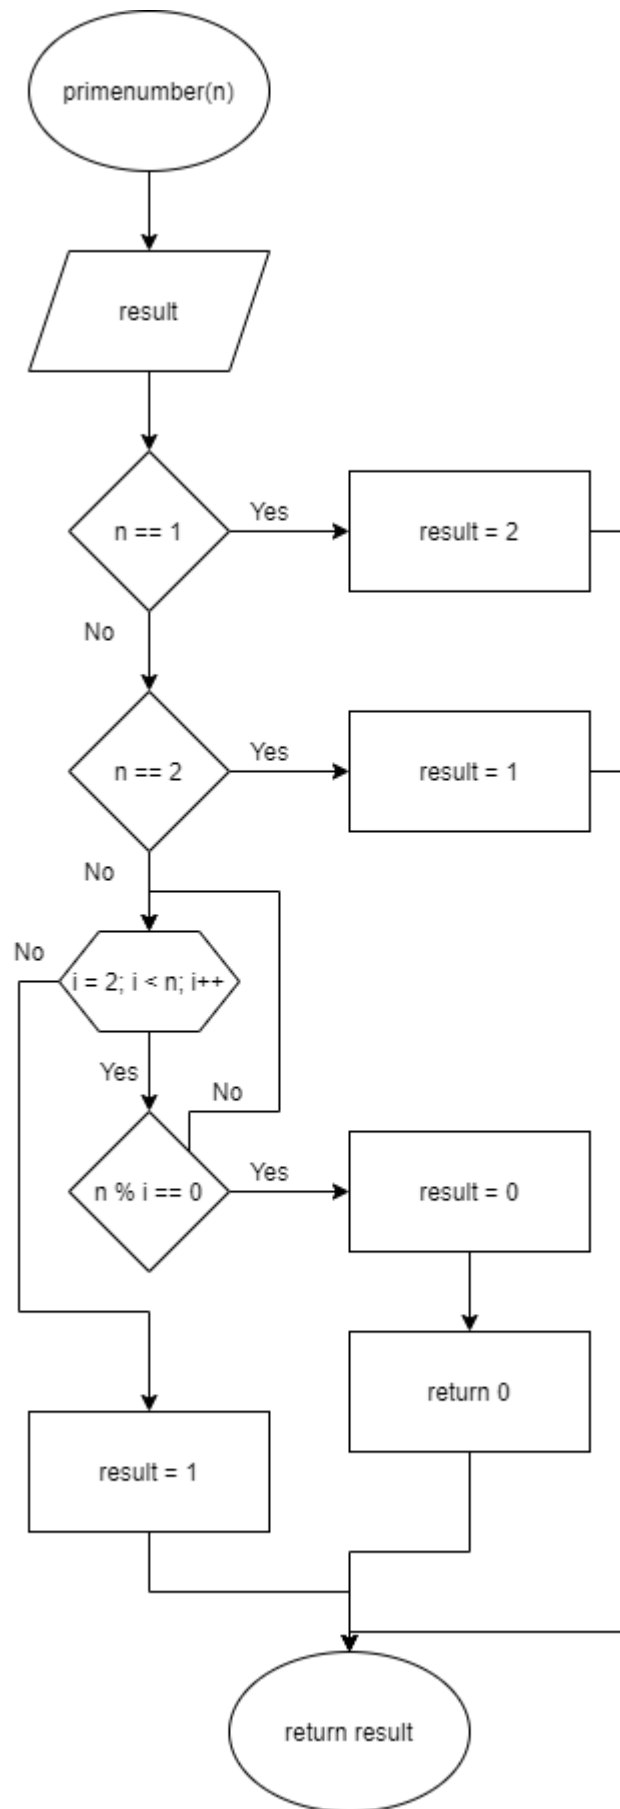 primenumber(n)
result
n == 1
Yes
result = 2
No
n == 2
Yes
result = 1
No
No
i = 2; i < n; i++
Yes
No
n % i == 0
Yes
result = 0
return 0
result = 1
return result